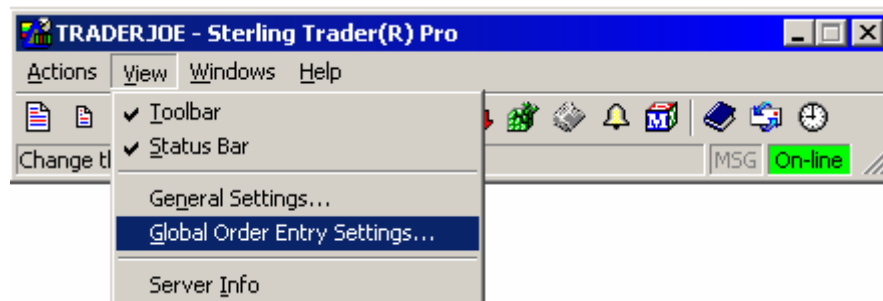 TRADERJOE - Sterling Trader(R) Pro
Actions View Windows Help
Toolbar
M
Status Bar
Change t
MSG On-line
General Settings...
Global Order Entry Settings...
Server Info